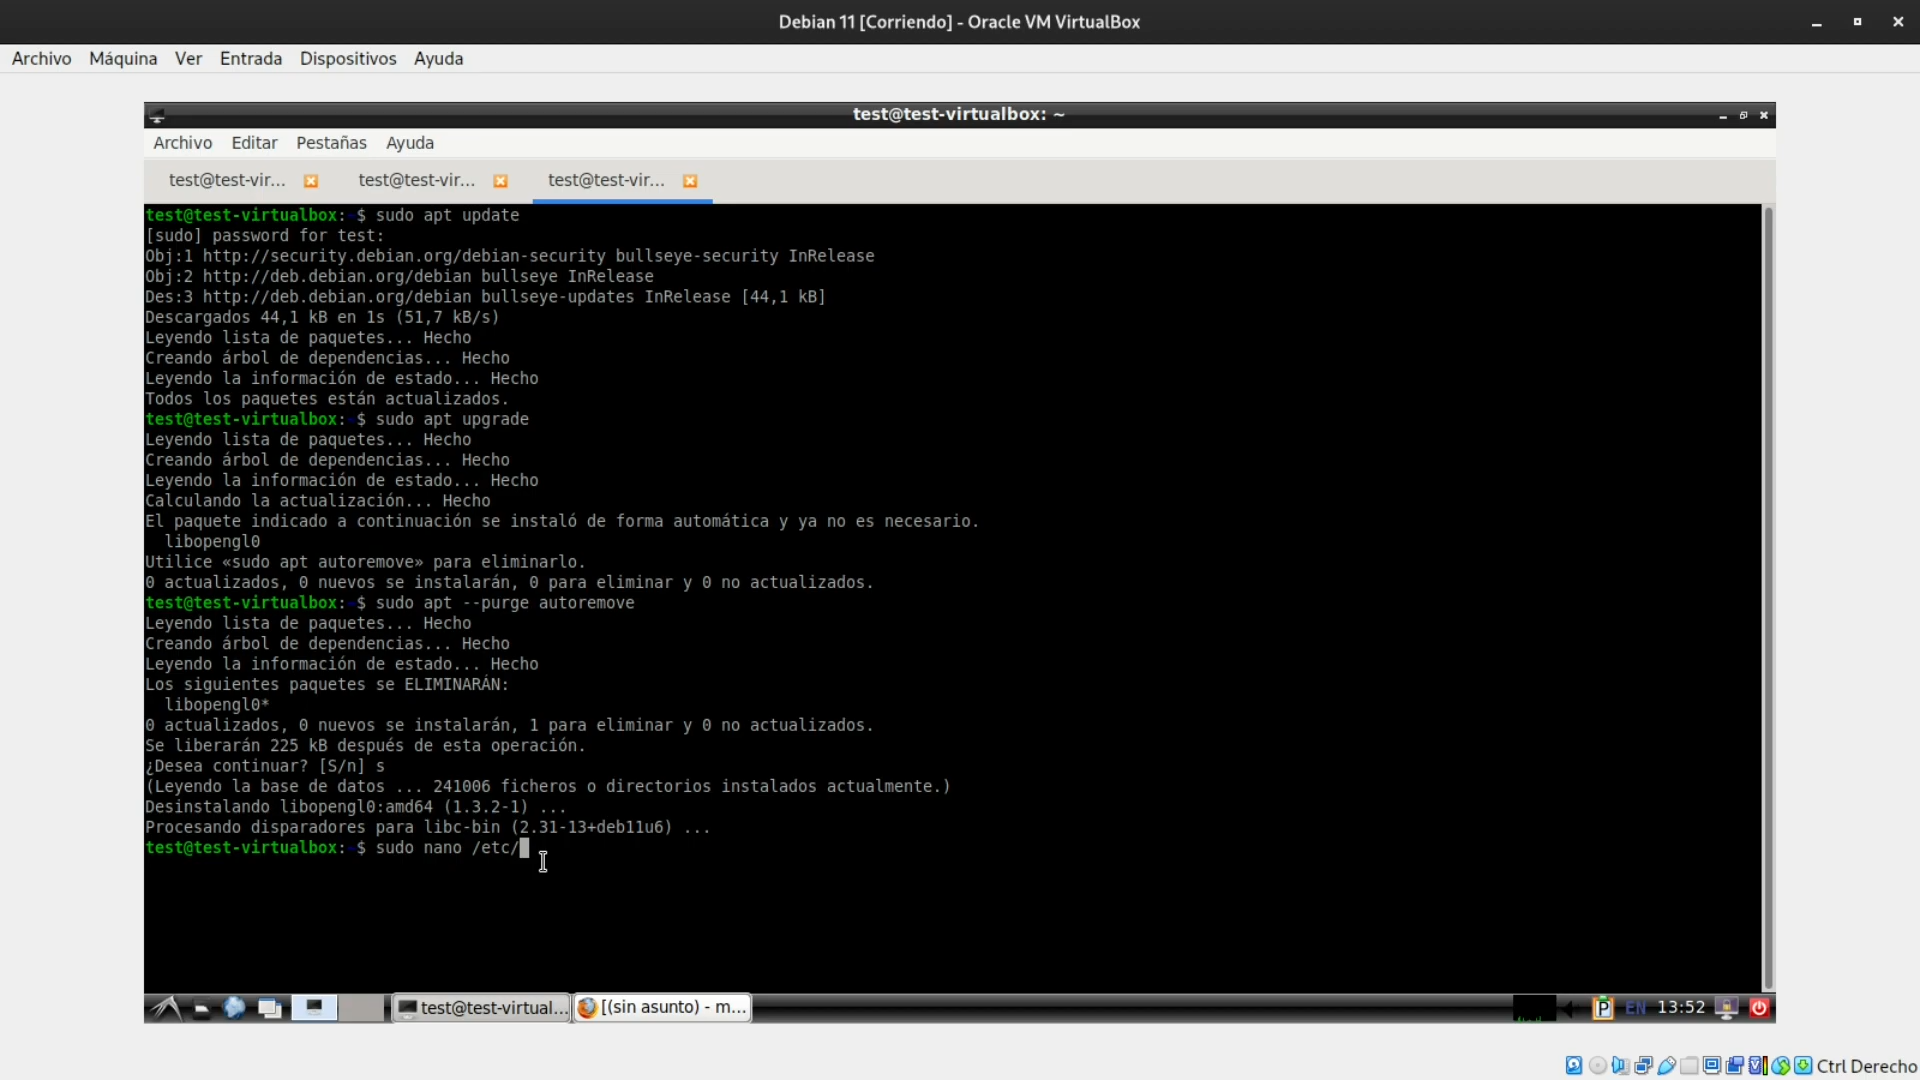 Debian 11 [Corriendo] - Oracle VM VirtualBox
Archivo Máquina Ver Entrada Dispositivos Ayuda
test@test-virtualbox: ~
Archivo Editar Pestañas Ayuda
test@test-vir... test@test-vir... test@test-vir...
test@test-virtualbox:~$ sudo apt update
[sudo] password for test:
Obj:1 http://security.debian.org/debian-security bullseye-security InRelease
Obj:2 http://deb.debian.org/debian bullseye InRelease
Des:3 http://deb.debian.org/debian bullseye-updates InRelease [44,1 kB]
Descargados 44,1 kB en 1s (51,7 kB/s)
Leyendo lista de paquetes... Hecho
Creando árbol de dependencias... Hecho
Leyendo la información de estado... Hecho
Todos los paquetes están actualizados.
test@test-virtualbox:~$ sudo apt upgrade
Leyendo lista de paquetes... Hecho
Creando árbol de dependencias... Hecho
Leyendo la información de estado... Hecho
Calculando la actualización... Hecho
El paquete indicado a continuación se instaló de forma automática y ya no es necesario.
libopengl0
Utilice «sudo apt autoremove» para eliminarlo.
0 actualizados, 0 nuevos se instalarán, 0 para eliminar y 0 no actualizados.
test@test-virtualbox:~$ sudo apt --purge autoremove
Leyendo lista de paquetes... Hecho
Creando árbol de dependencias... Hecho
Leyendo la información de estado... Hecho
Los siguientes paquetes se ELIMINARÁN:
libopengl0*
0 actualizados, 0 nuevos se instalarán, 1 para eliminar y 0 no actualizados.
Se liberarán 225 kB después de esta operación.
¿Desea continuar? [S/n] s
(Leyendo la base de datos ... 241006 ficheros o directorios instalados actualmente.)
Desinstalando libopengl0:amd64 (1.3.2-1) ...
Procesando disparadores para libc-bin (2.31-13+deb11u6) ...
test@test-virtualbox:~$ sudo nano /etc/
test@test-virtual... [(sin asunto) - m... EN 13:52
Ctrl Derecho